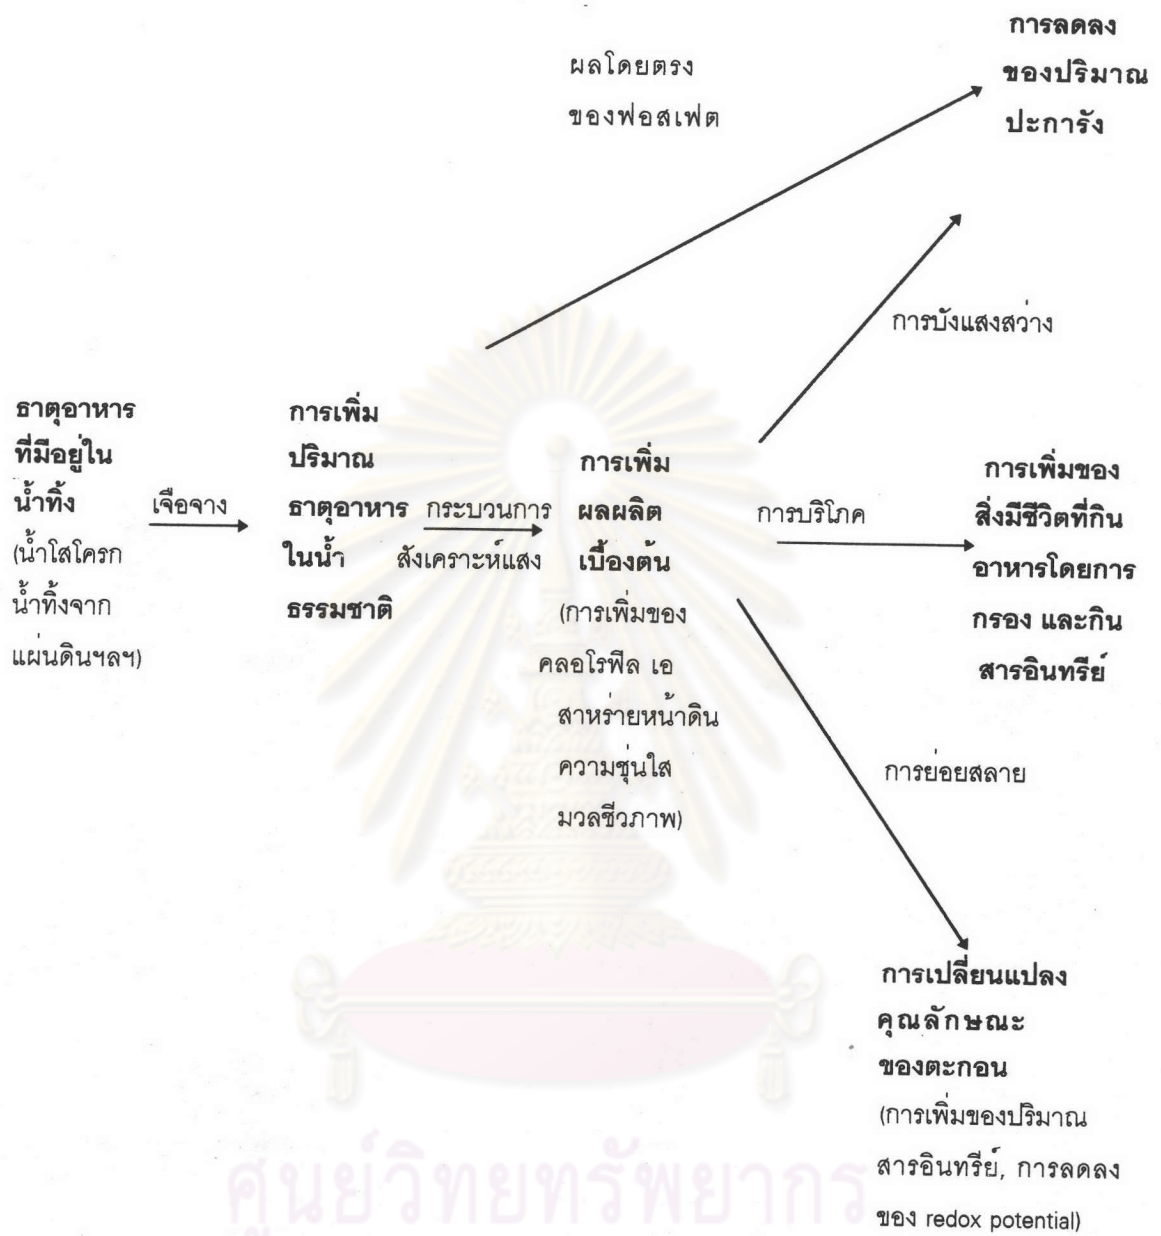 การลดลง
ของปริมาณ
ปะการัง
ผลโดยตรง
ของฟอสเฟต
การบังแสงสว่าง
ธาตุอาหาร
ที่มีอยู่ใน
น้ำทิ้ง
(น้ำโสโครก
น้ำทิ้งจาก
แผ่นดินฯลฯ)
เจือจาง
การเพิ่ม
ปริมาณ
ธาตุอาหาร
ในน้ำ
ธรรมชาติ
กระบวนการ
สังเคราะห์แสง
การเพิ่ม
ผลผลิต
เบื้องต้น
(การเพิ่มของ
คลอโรฟีล เอ
สาหร่ายหน้าดิน
ความขุ่นใส
มวลชีวภาพ)
การบริโภค
การเพิ่มของ
สิ่งมีชีวิตที่กิน
อาหารโดยการ
กรอง และกิน
สารอินทรีย์
การย่อยสลาย
การเปลี่ยนแปลง
คุณลักษณะ
ของตะกอน
(การเพิ่มของปริมาณ
สารอินทรีย์, การลดลง
ของ redox potential)
ศูนย์วิทยทรัพยากร